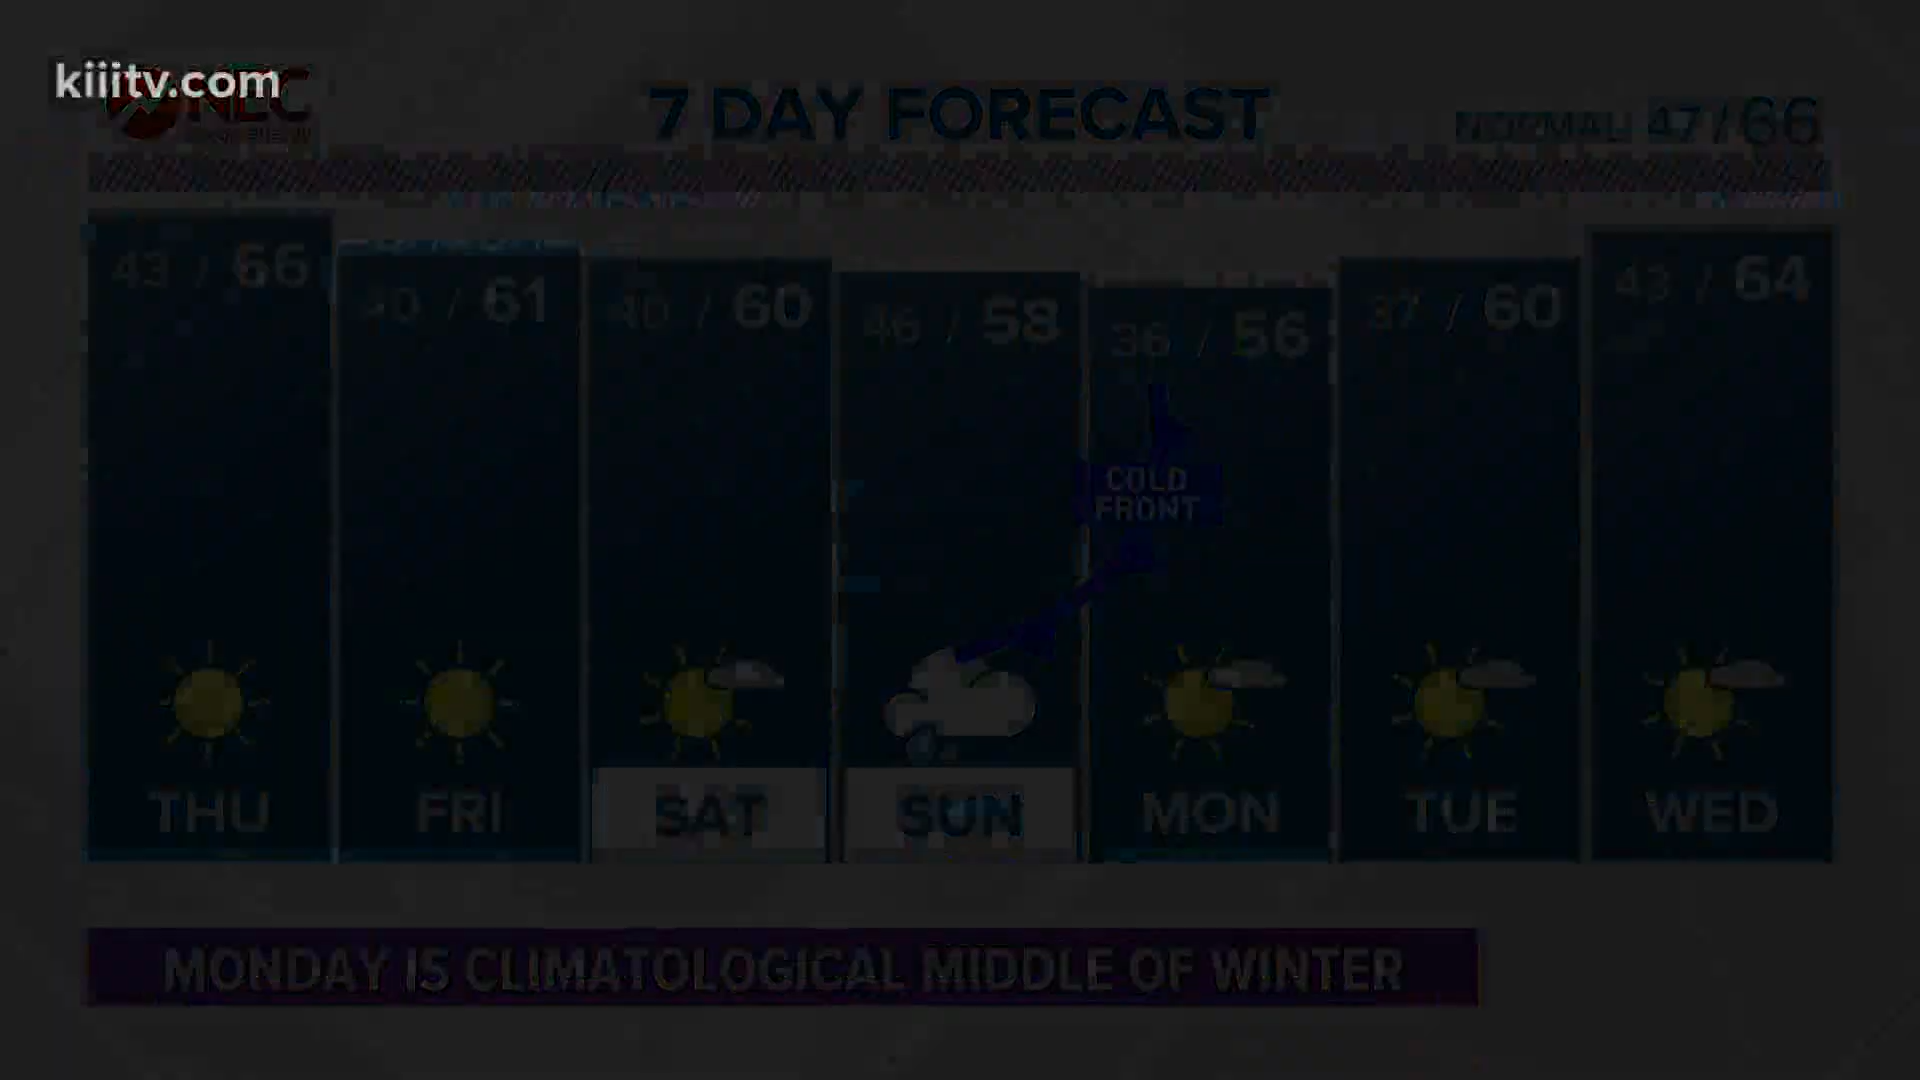 kiiitv.com
NEC
7 DAY FORECAST
NORMAL: 47/66
43 / 66
40 / 61
40 / 60
46 / 58
36 / 56
37 / 60
43 / 64
COLD
FRONT
THU
FRI
SAT
SUN
MON
TUE
WED
MONDAY IS CLIMATOLOGICAL MIDDLE OF WINTER